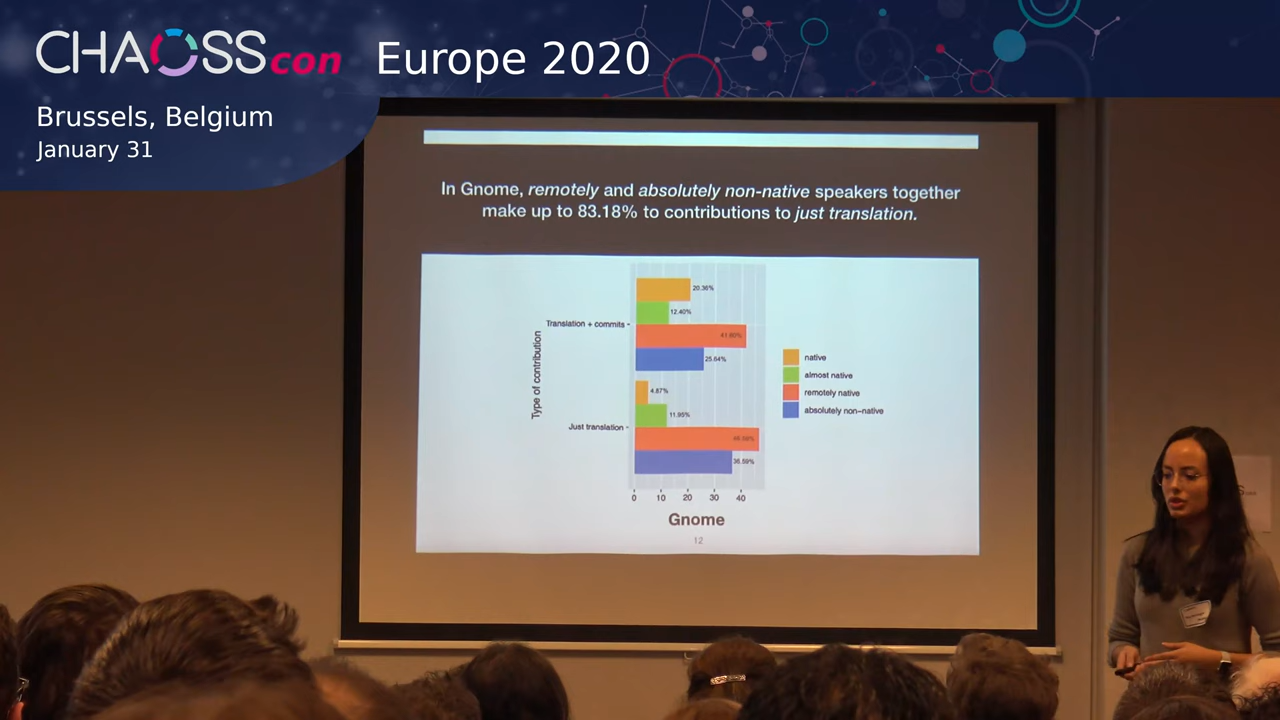 CHAOSScon Europe 2020
Brussels, Belgium
January 31
In Gnome, remotely and absolutely non-native speakers together
make up to 83.18% to contributions to just translation.
20.36%
12.40%
Translation + commits
25.64%
4.87%
11.95%
Just translation
36.59%
Type of contribution
native
almost native
remotely native
absolutely non-native
0 10 20 30 40
Gnome
12